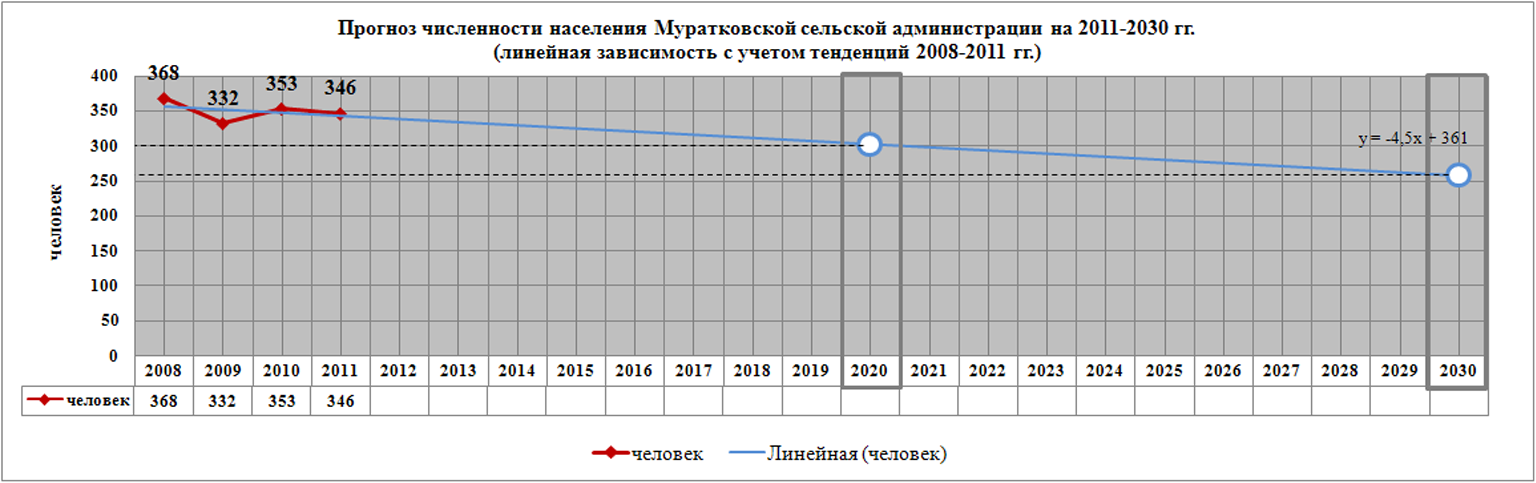 Прогноз численности населения Муратковской сельской администрации на 2011-2030 гг.
(линейная зависимость с учетом тенденций 2008-2011 гг.)
368
332
353
346
400
350
300
250
200
150
100
50
0
человек
y = -4,5x + 361
2008 2009 2010 2011 2012 2013 2014 2015 2016 2017 2018 2019 2020 2021 2022 2023 2024 2025 2026 2027 2028 2029 2030
человек 368 332 353 346
человек Линейная (человек)